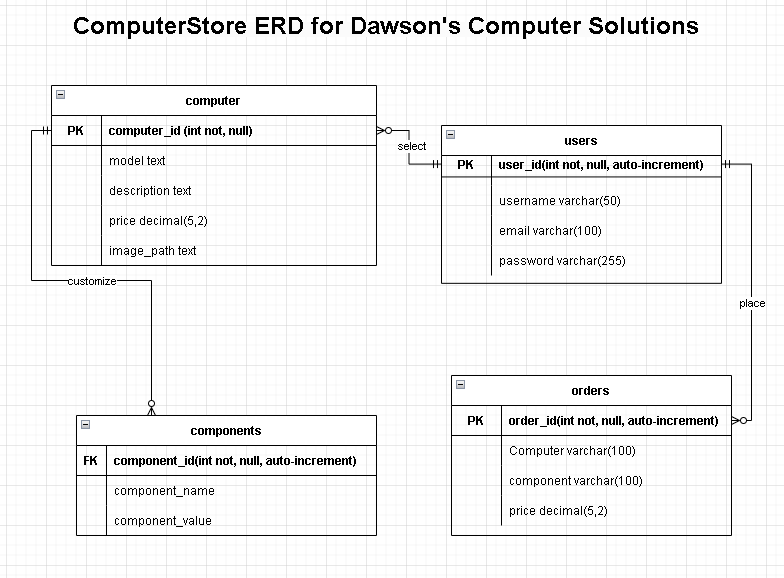 ComputerStore ERD for Dawson's Computer Solutions
computer
PK computer_id (int not, null)
model text
description text
price decimal(5,2)
image_path text
select
users
PK user_id(int not, null, auto-increment)
username varchar(50)
email varchar(100)
password varchar(255)
customize
place
components
FK component_id(int not, null, auto-increment)
component_name
component_value
orders
PK order_id(int not, null, auto-increment)
Computer varchar(100)
component varchar(100)
price decimal(5,2)